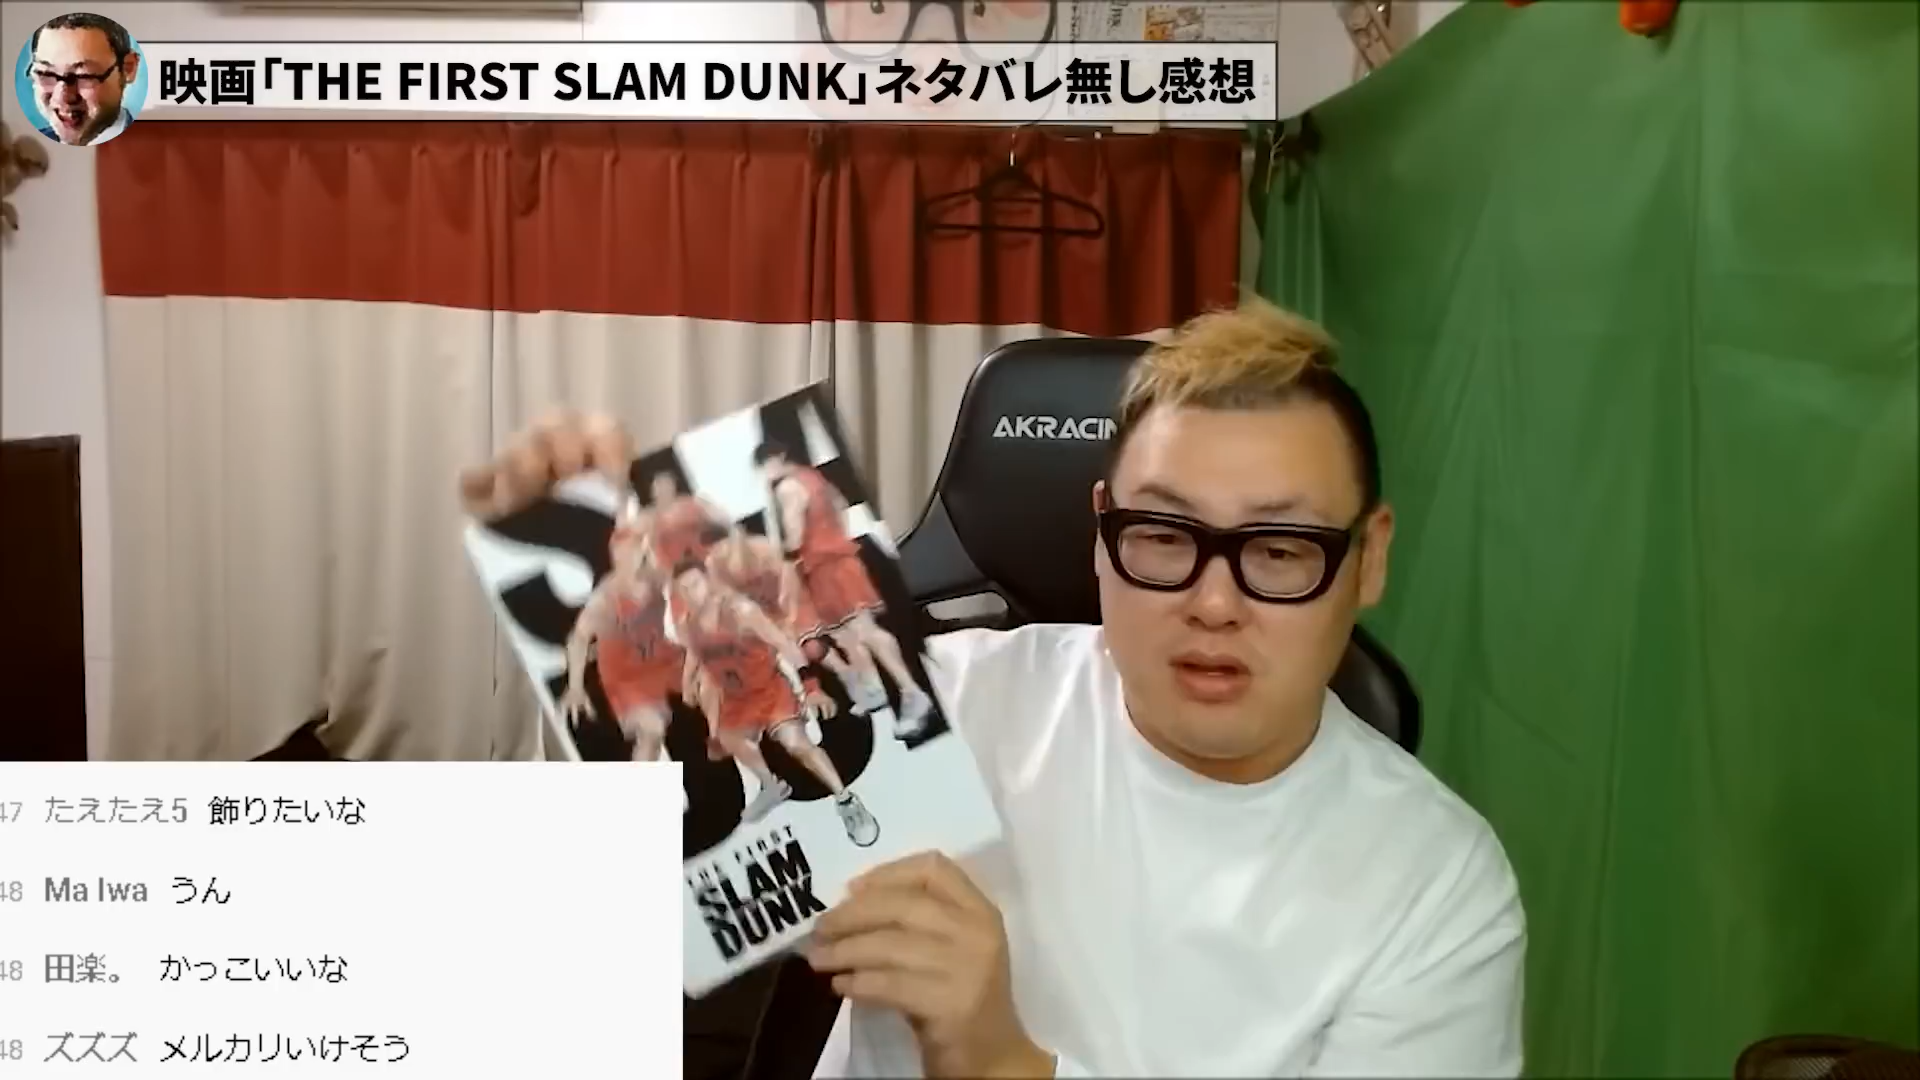 映画「THE FIRST SLAM DUNK」ネタバレ無し感想
AKRACIN
THE FIRST
SLAM
DUNK
47 たえたえ5 飾りたいな
48 Ma Iwa うん
48 田楽。 かっこいいな
48 ズズズ メルカリいけそう